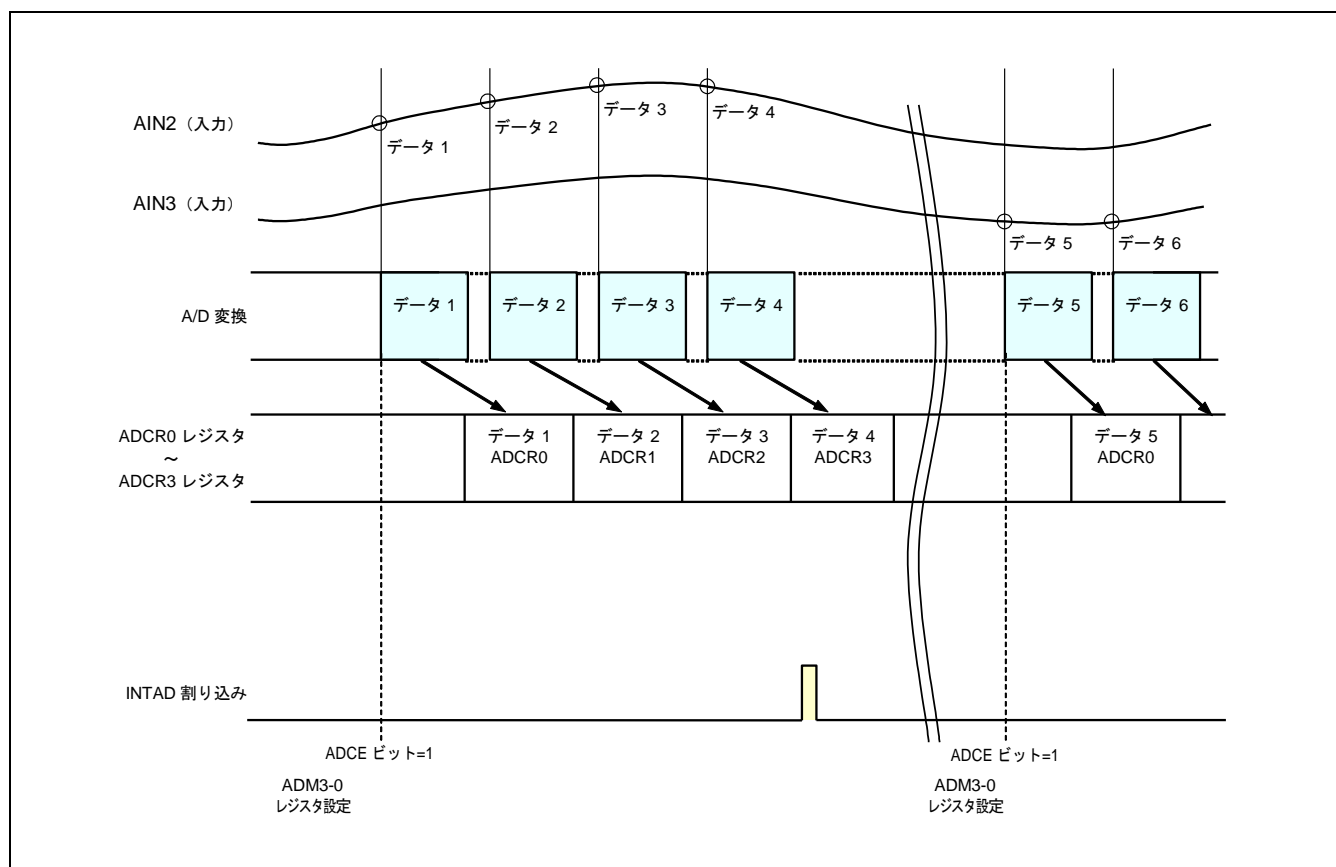 AIN2（入力）
データ 1
データ 2
データ 3
データ 4
AIN3（入力）
データ 5
データ 6
A/D 変換
データ 1
データ 2
データ 3
データ 4
データ 5
データ 6
ADCR0 レジスタ
～
ADCR3 レジスタ
データ 1
ADCR0
データ 2
ADCR1
データ 3
ADCR2
データ 4
ADCR3
データ 5
ADCR0
INTAD 割り込み
ADCE ビット=1
ADM3-0
レジスタ設定
ADCE ビット=1
ADM3-0
レジスタ設定